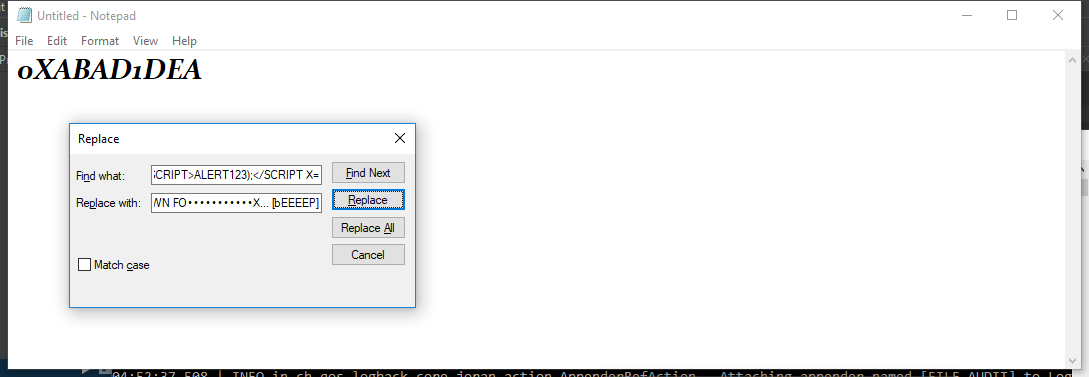 Untitled - Notepad
File Edit Format View Help
0XABAD1DEA
Replace
Find what: CRIPT>ALERT123);</SCRIPT X=
Find Next
Replace with: WN FO•••••••••••X... [bEEEEP]
Replace
Replace All
Match case
Cancel
04:52:37,508 | INFO in ch.qos.logback.core.joran.action.AppenderRefAction - Attaching appender named [FILE_AUDIT] to Log